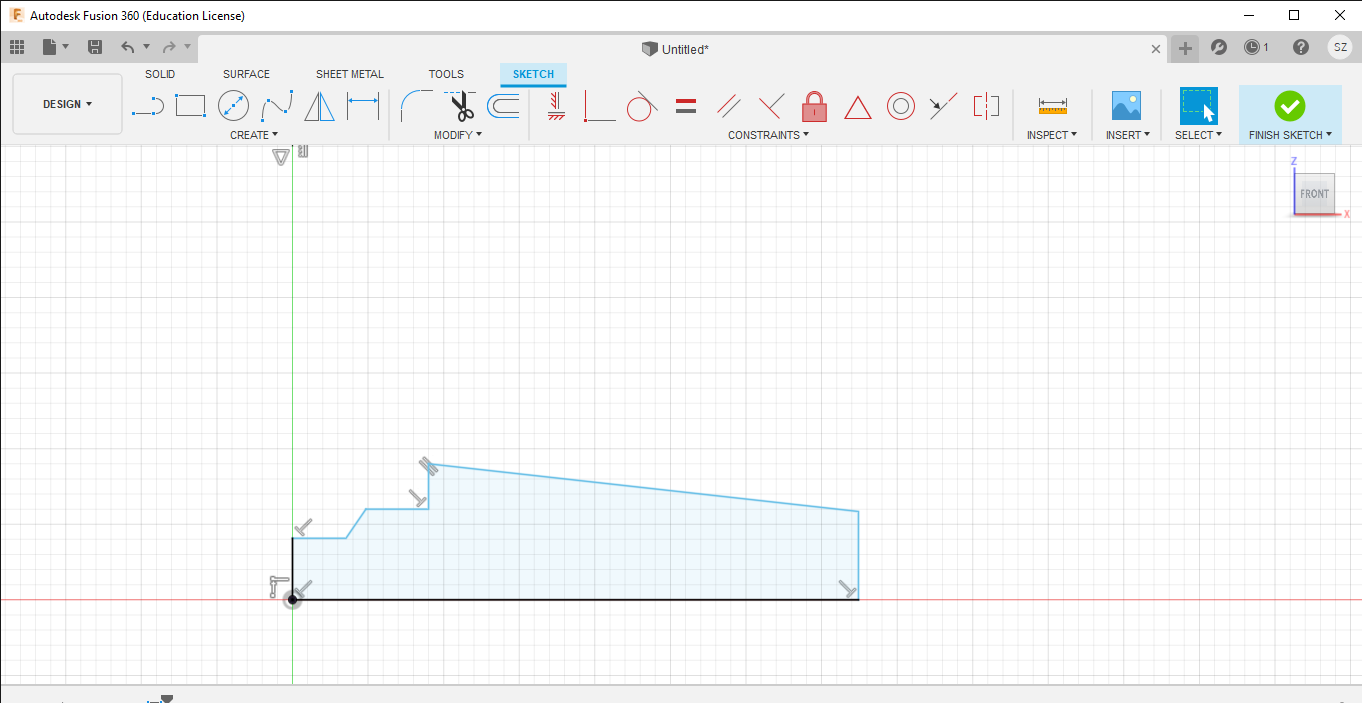 Autodesk Fusion 360 (Education License)
Untitled*
1
SZ
DESIGN
SOLID SURFACE SHEET METAL TOOLS SKETCH
CREATE MODIFY CONSTRAINTS INSPECT INSERT SELECT FINISH SKETCH
Z
FRONT
X